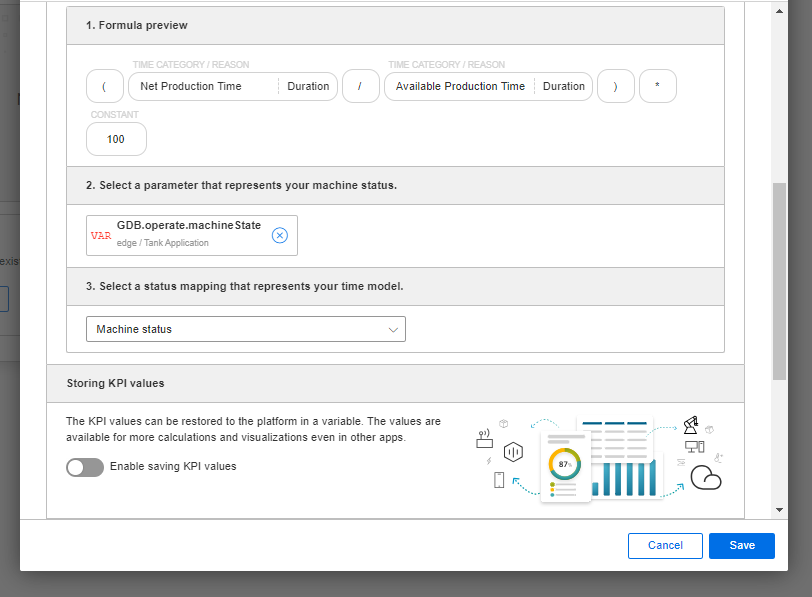 1. Formula preview
TIME CATEGORY / REASON TIME CATEGORY / REASON
( Net Production Time Duration / Available Production Time Duration ) *
CONSTANT
100
2. Select a parameter that represents your machine status.
VAR GDB.operate.machineState
edge / Tank Application
3. Select a status mapping that represents your time model.
exis
Machine status
Storing KPI values
The KPI values can be restored to the platform in a variable. The values are
available for more calculations and visualizations even in other apps.
Enable saving KPI values
87%
Cancel Save